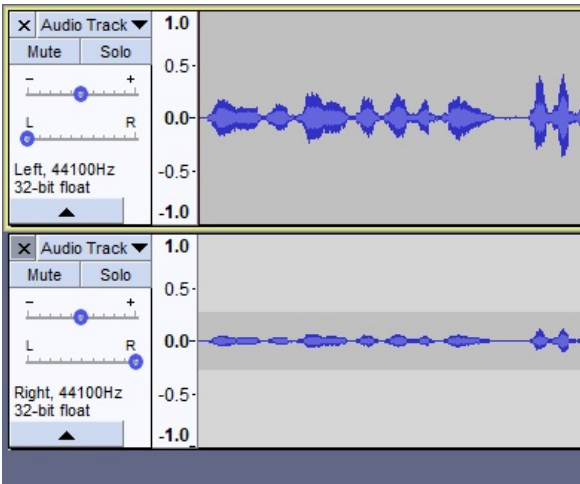 × Audio Track ▼ 1.0
Mute Solo
0.5-
- +
0.0-
L R
-0.5-
Left, 44100Hz
32-bit float
▲
-1.0
× Audio Track ▼ 1.0
Mute Solo
0.5-
- +
0.0-
L R
-0.5-
Right, 44100Hz
32-bit float
▲
-1.0